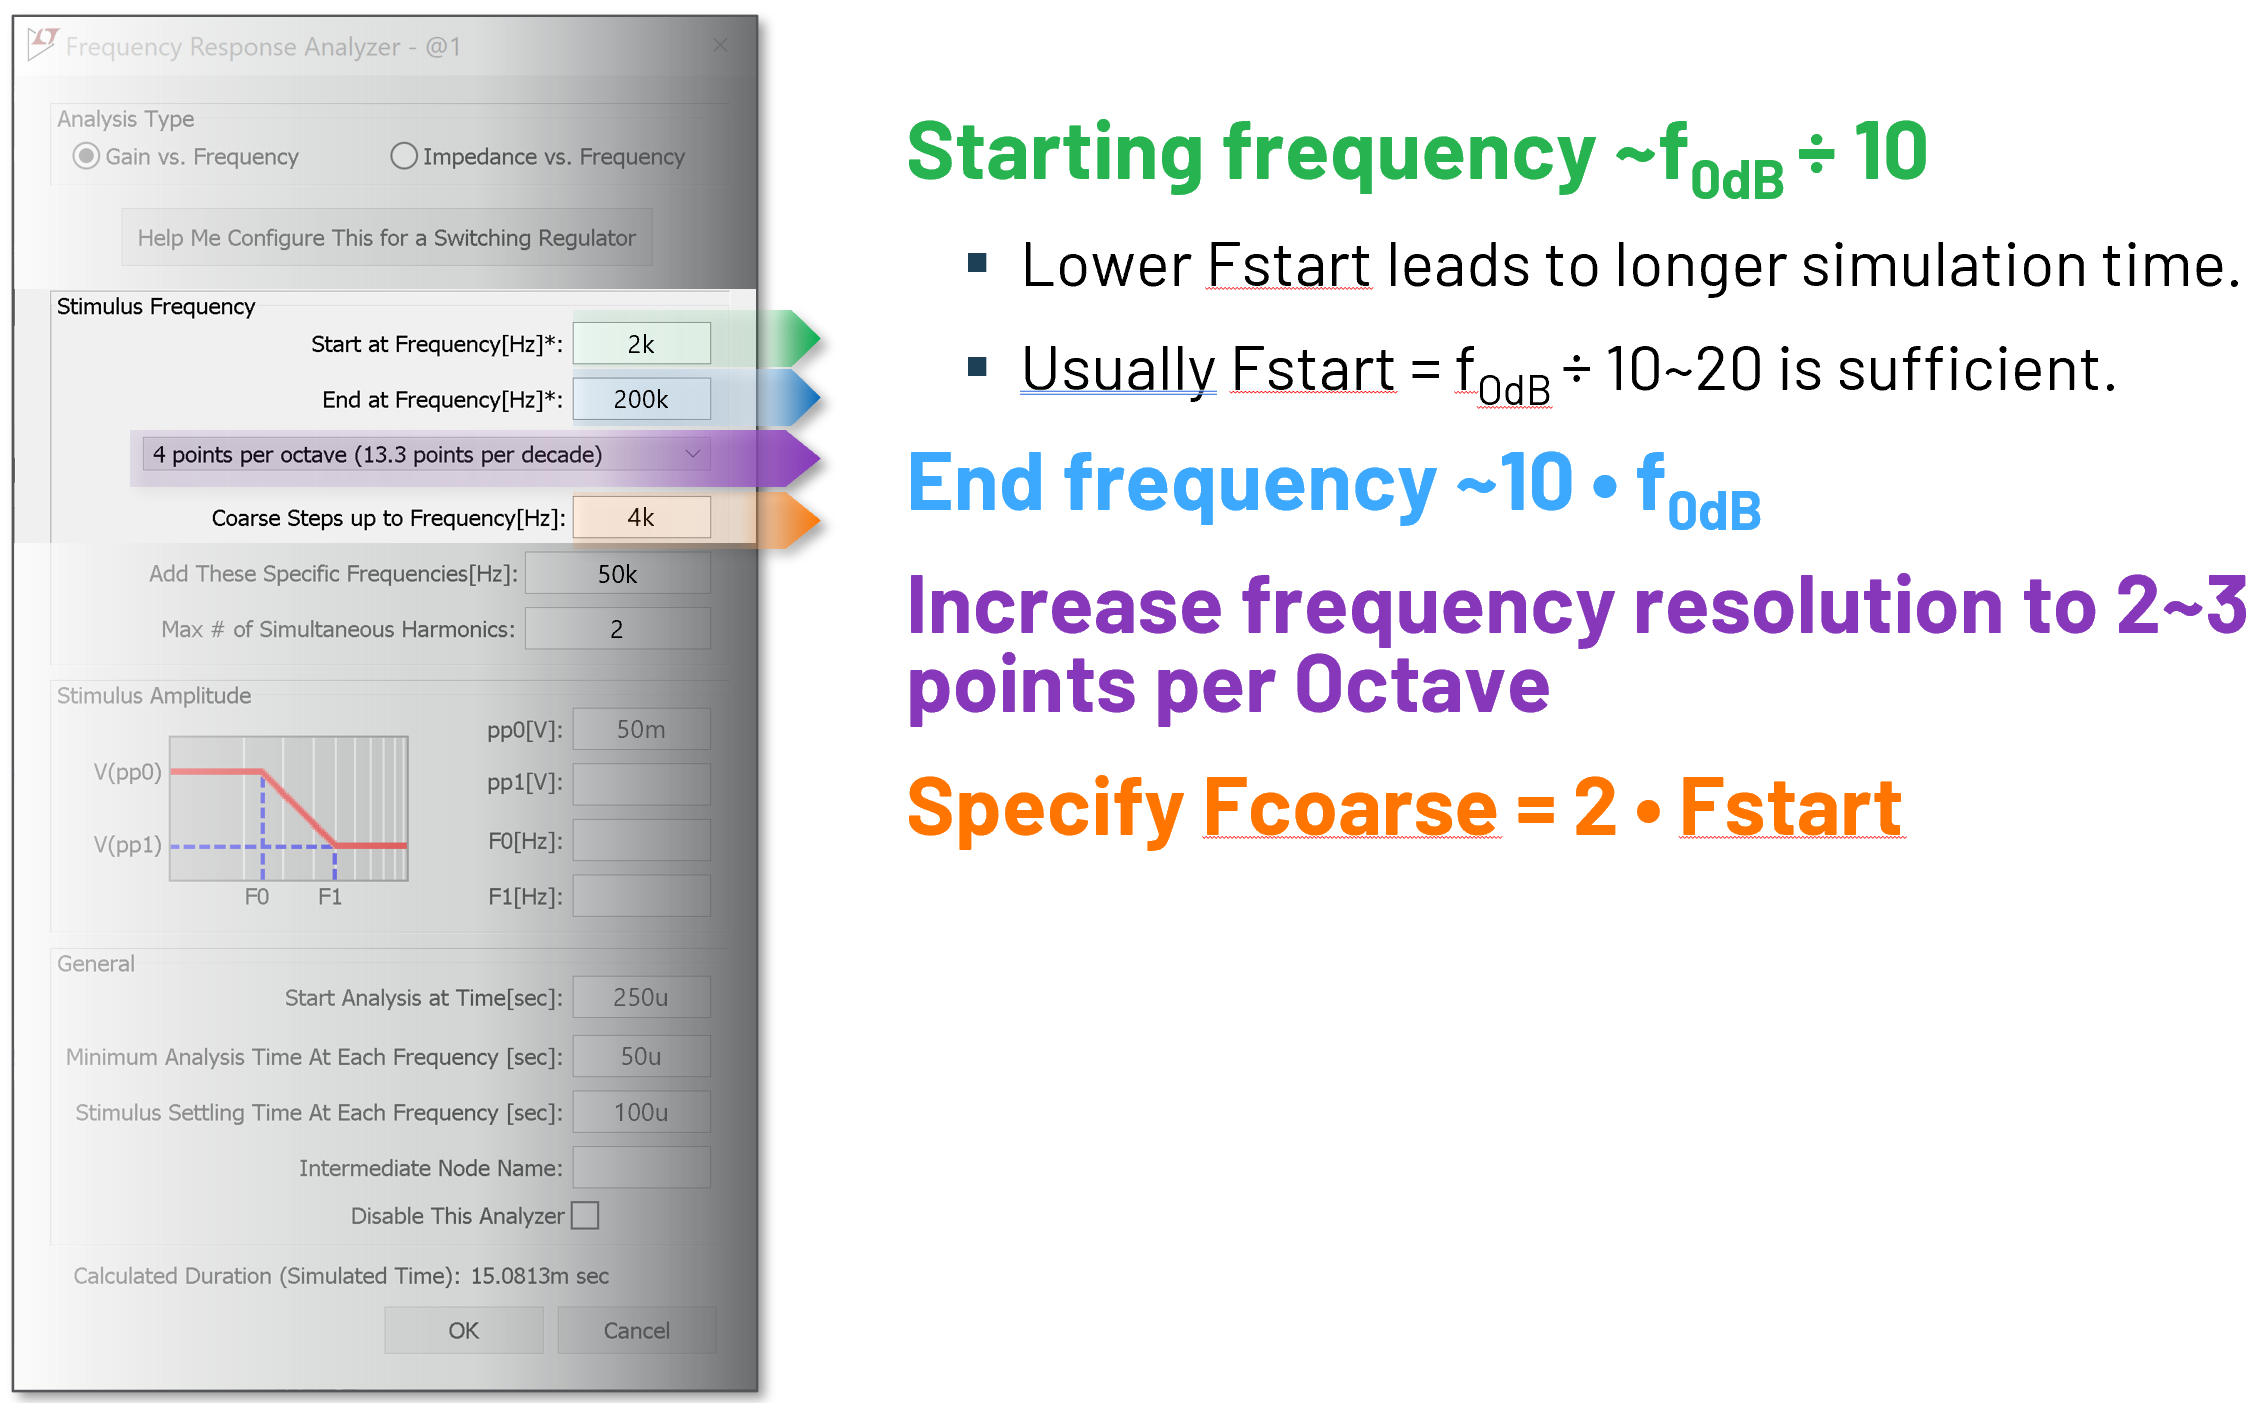 Frequency Response Analyzer - @1
Analysis Type
Gain vs. Frequency
Impedance vs. Frequency
Help Me Configure This for a Switching Regulator
Stimulus Frequency
Start at Frequency[Hz]*: 2k
End at Frequency[Hz]*: 200k
4 points per octave (13.3 points per decade)
Coarse Steps up to Frequency[Hz]: 4k
Add These Specific Frequencies[Hz]: 50k
Max # of Simultaneous Harmonics: 2
Stimulus Amplitude
pp0[V]: 50m
V(pp0)
pp1[V]:
V(pp1)
F0[Hz]:
F0 F1
F1[Hz]:
General
Start Analysis at Time[sec]: 250u
Minimum Analysis Time At Each Frequency [sec]: 50u
Stimulus Settling Time At Each Frequency [sec]: 100u
Intermediate Node Name:
Disable This Analyzer
Calculated Duration (Simulated Time): 15.0813m sec
OK Cancel
Starting frequency ~f0dB ÷ 10
▪ Lower Fstart leads to longer simulation time.
▪ Usually Fstart = f0dB ÷ 10~20 is sufficient.
End frequency ~10 • f0dB
Increase frequency resolution to 2~3
points per Octave
Specify Fcoarse = 2 • Fstart